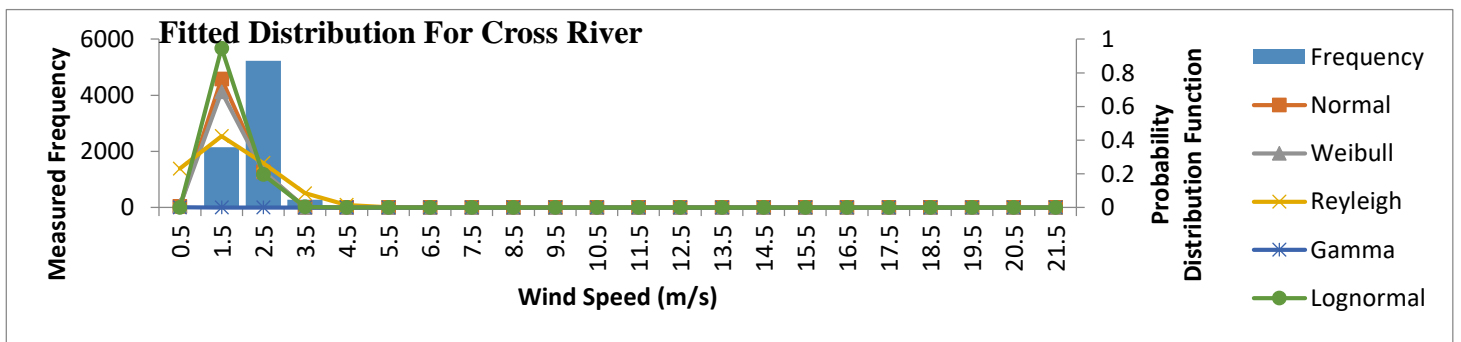 Fitted Distribution For Cross River
Measured Frequency
6000
4000
2000
0
1
0.8
0.6
0.4
0.2
0
Probability
Distribution Function
0.5
1.5
2.5
3.5
4.5
5.5
6.5
7.5
8.5
9.5
10.5
11.5
12.5
13.5
14.5
15.5
16.5
17.5
18.5
19.5
20.5
21.5
Wind Speed (m/s)
Frequency
Normal
Weibull
Reyleigh
Gamma
Lognormal